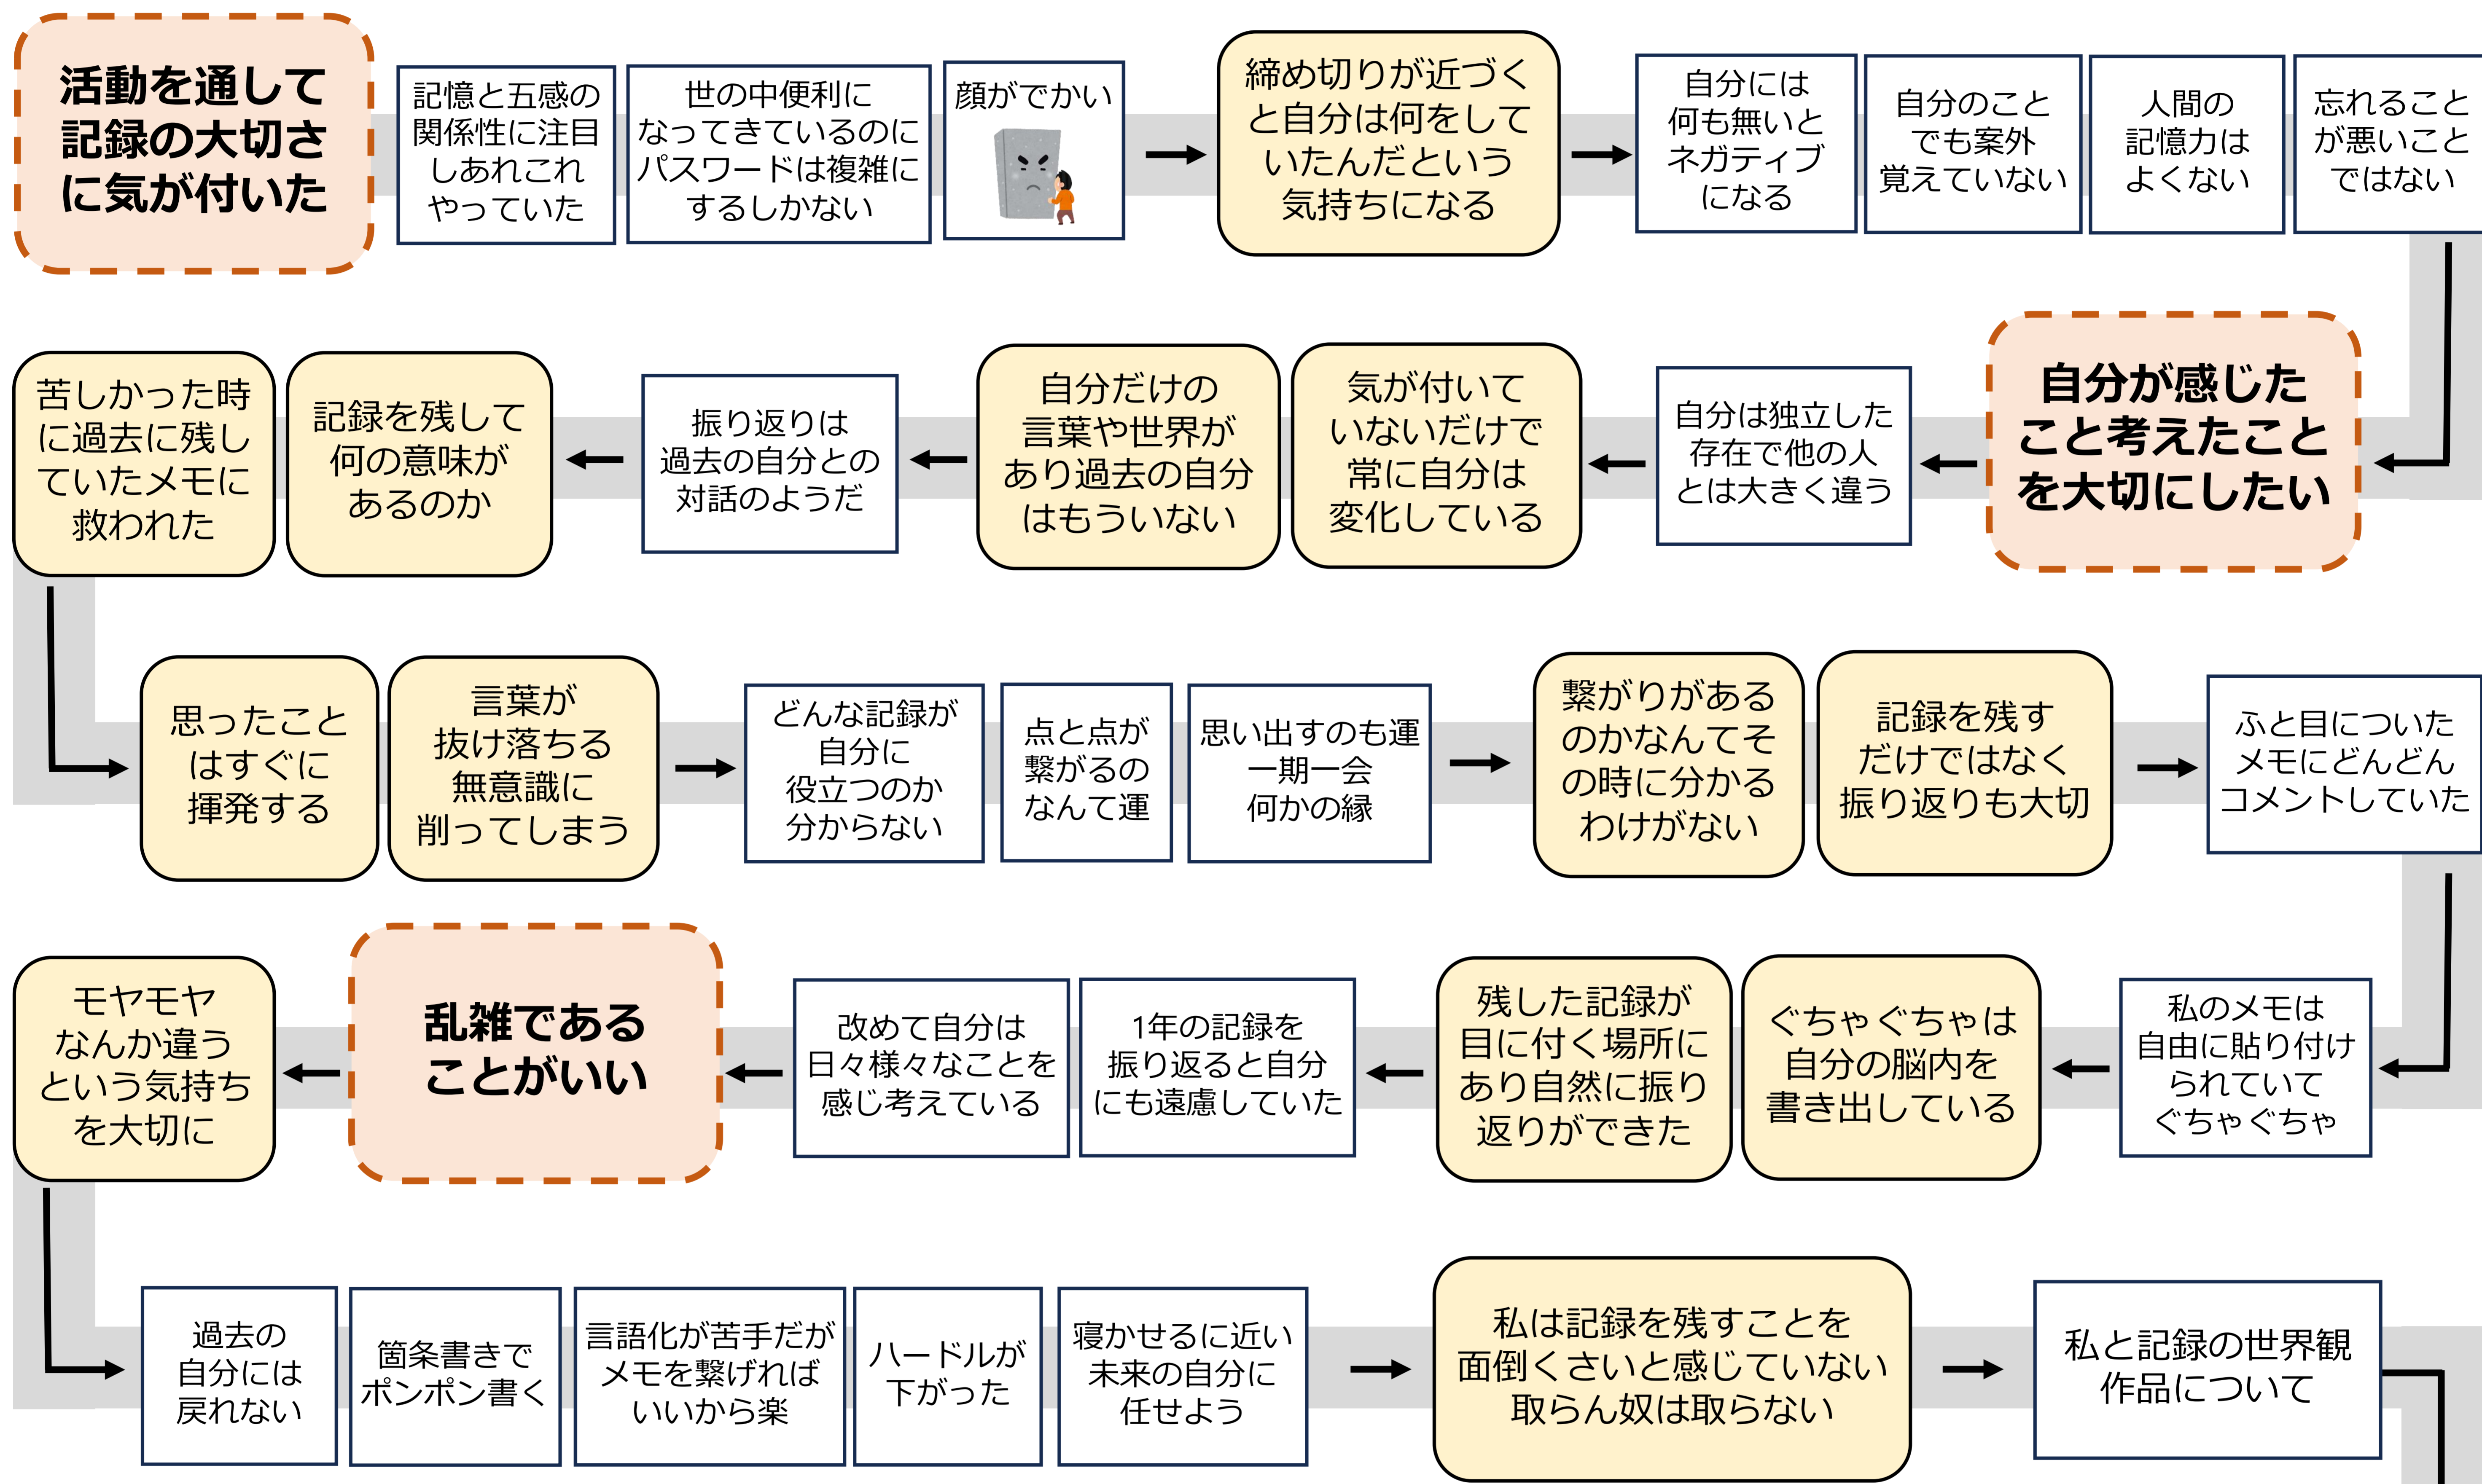 活動を通して
記録の大切さ
に気が付いた
記憶と五感の
関係性に注目
しあれこれ
やっていた
世の中便利に
なってきているのに
パスワードは複雑に
するしかない
顔がでかい
締め切りが近づく
と自分は何をして
いたんだという
気持ちになる
自分には
何も無いと
ネガティブ
になる
自分のこと
でも案外
覚えていない
人間の
記憶力は
よくない
忘れること
が悪いこと
ではない
自分が感じた
こと考えたこと
を大切にしたい
自分は独立した
存在で他の人
とは大きく違う
気が付いて
いないだけで
常に自分は
変化している
自分だけの
言葉や世界が
あり過去の自分
はもういない
振り返りは
過去の自分との
対話のようだ
記録を残して
何の意味が
あるのか
苦しかった時
に過去に残し
ていたメモに
救われた
思ったこと
はすぐに
揮発する
言葉が
抜け落ちる
無意識に
削ってしまう
どんな記録が
自分に
役立つのか
分からない
点と点が
繋がるの
なんて運
思い出すのも運
一期一会
何かの縁
繋がりがある
のかなんてそ
の時に分かる
わけがない
記録を残す
だけではなく
振り返りも大切
ふと目についた
メモにどんどん
コメントしていた
私のメモは
自由に貼り付け
られていて
ぐちゃぐちゃ
ぐちゃぐちゃは
自分の脳内を
書き出している
残した記録が
目に付く場所に
あり自然に振り
返りができた
1年の記録を
振り返ると自分
にも遠慮していた
改めて自分は
日々様々なことを
感じ考えている
乱雑である
ことがいい
モヤモヤ
なんか違う
という気持ち
を大切に
過去の
自分には
戻れない
箇条書きで
ポンポン書く
言語化が苦手だが
メモを繋げれば
いいから楽
ハードルが
下がった
寝かせるに近い
未来の自分に
任せよう
私は記録を残すことを
面倒くさいと感じていない
取らん奴は取らない
私と記録の世界観
作品について